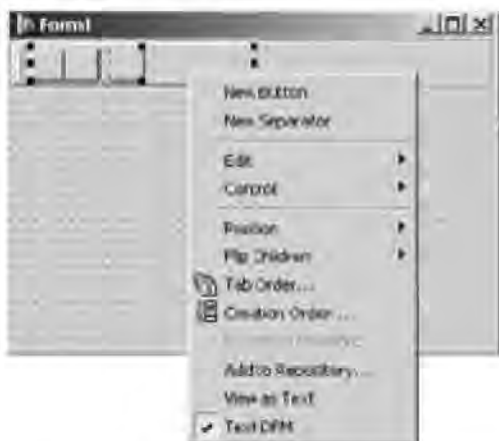 Form1
New Button
New Separator
Edit
Control
Position
Flip Children
Tab Order...
Creation Order...
Add to Repository...
View as Text
Text DFM